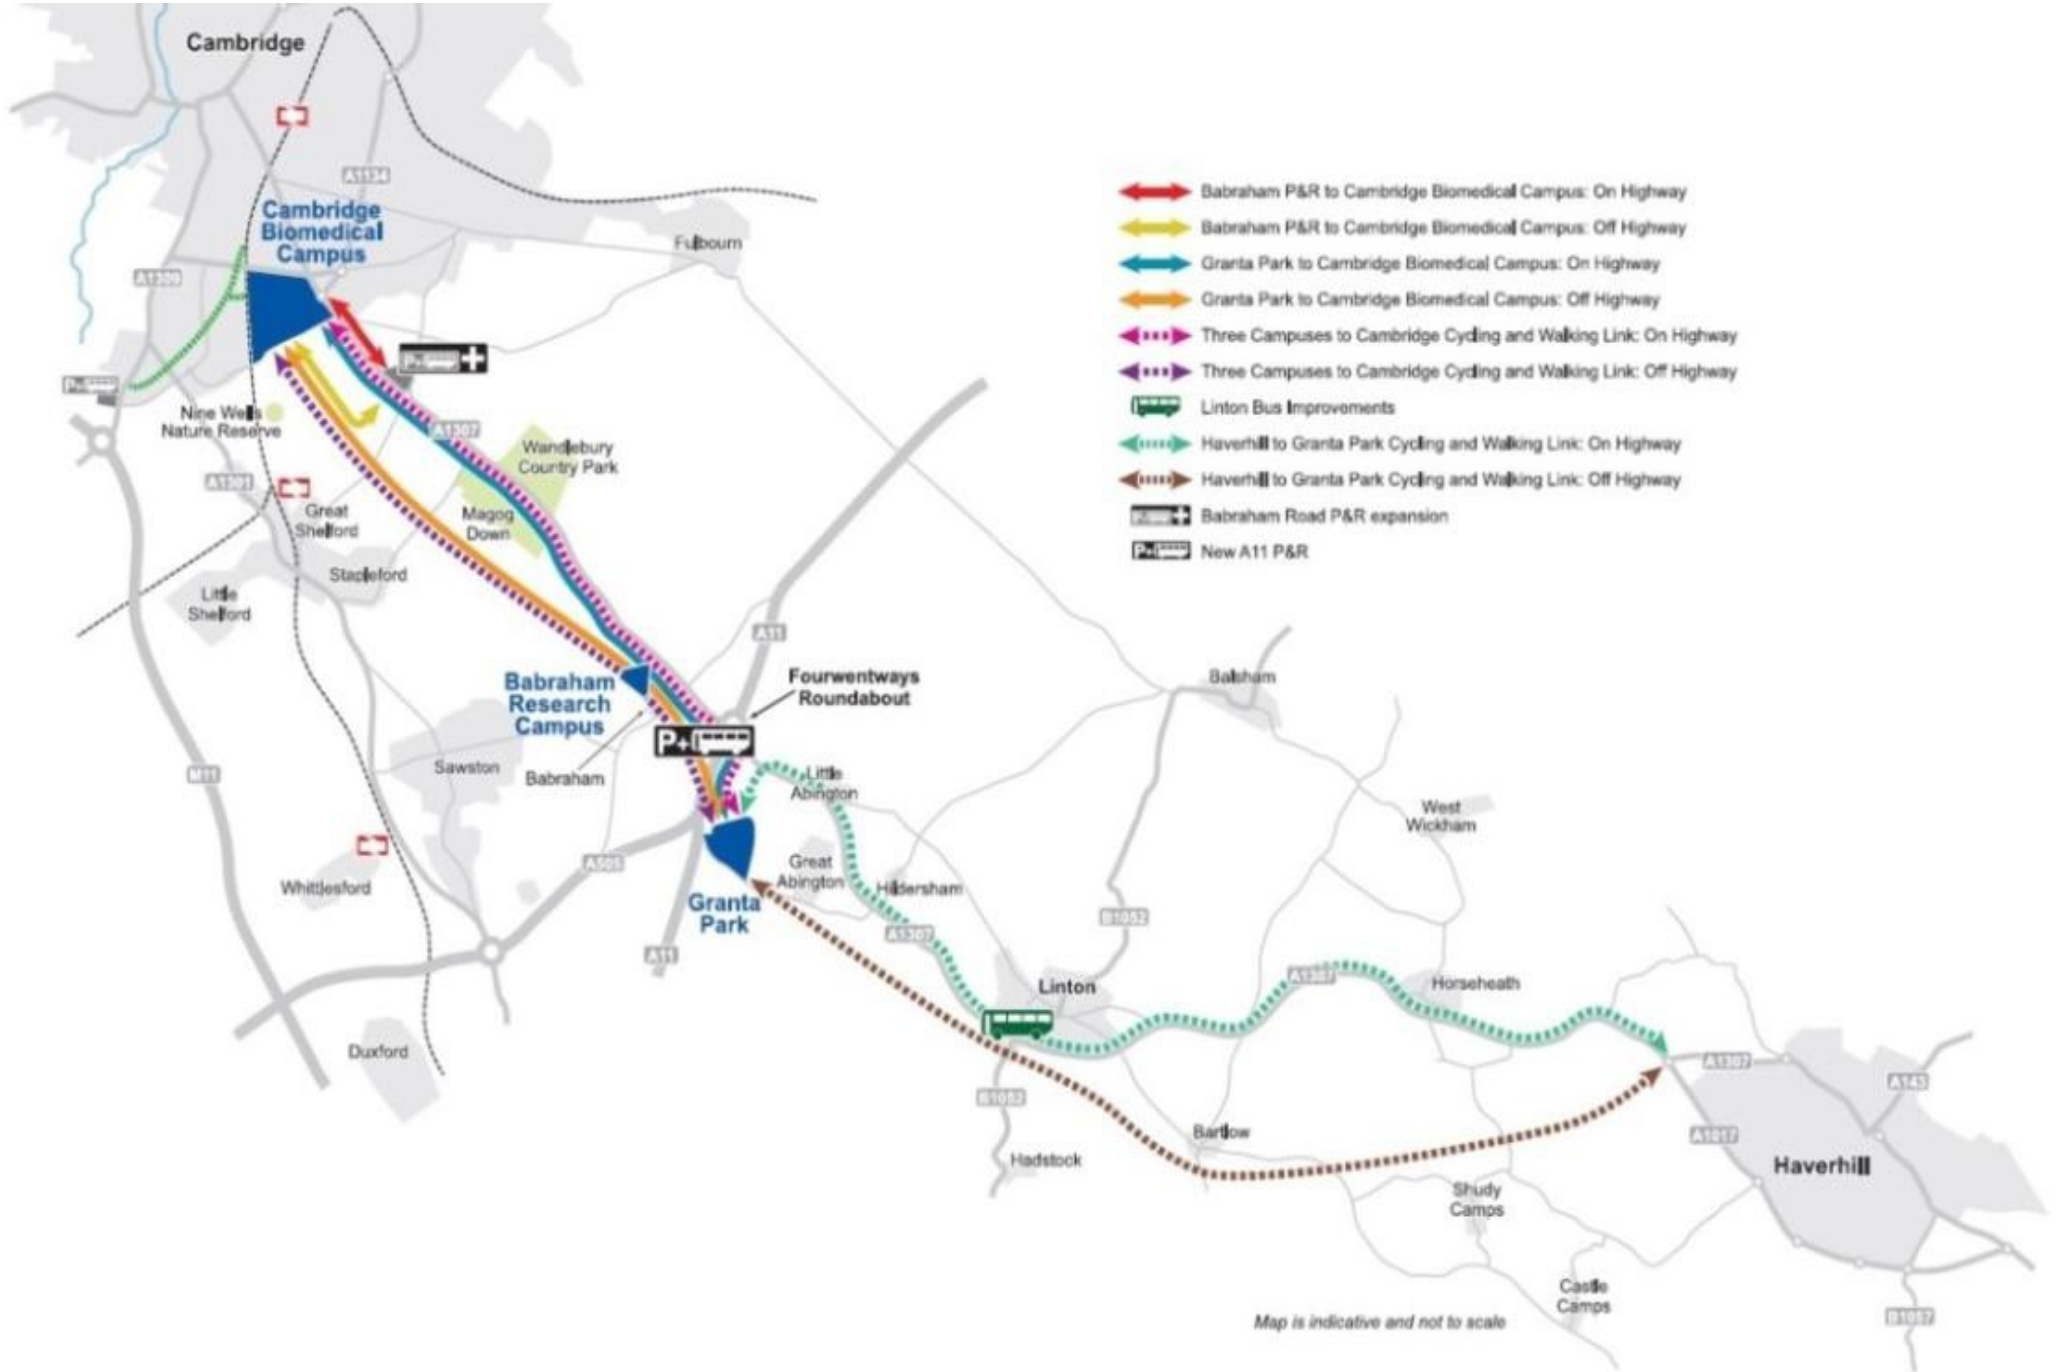 Cambridge
A1134
Cambridge
Biomedical
Campus
Fulbourn
A1309
Nine Wells
Nature Reserve
A1307
Wandlebury
Country Park
A1301
Great
Shelford
Magog
Down
Stapleford
Little
Shelford
A11
Babraham
Research
Campus
Fourwentways
Roundabout
P+
Balsham
M11
Sawston
Babraham
Little
Abington
West
Wickham
A505
Great
Abington
Hildersham
Whittlesford
Granta
Park
A1307
B1052
A11
Linton
A1307
Horseheath
Duxford
A1307
A143
B1052
A1017
Bartlow
Hadstock
Haverhill
Shudy
Camps
Castle
Camps
B1057
Map is indicative and not to scale
Babraham P&R to Cambridge Biomedical Campus: On Highway
Babraham P&R to Cambridge Biomedical Campus: Off Highway
Granta Park to Cambridge Biomedical Campus: On Highway
Granta Park to Cambridge Biomedical Campus: Off Highway
Three Campuses to Cambridge Cycling and Walking Link: On Highway
Three Campuses to Cambridge Cycling and Walking Link: Off Highway
Linton Bus Improvements
Haverhill to Granta Park Cycling and Walking Link: On Highway
Haverhill to Granta Park Cycling and Walking Link: Off Highway
Babraham Road P&R expansion
P+
New A11 P&R